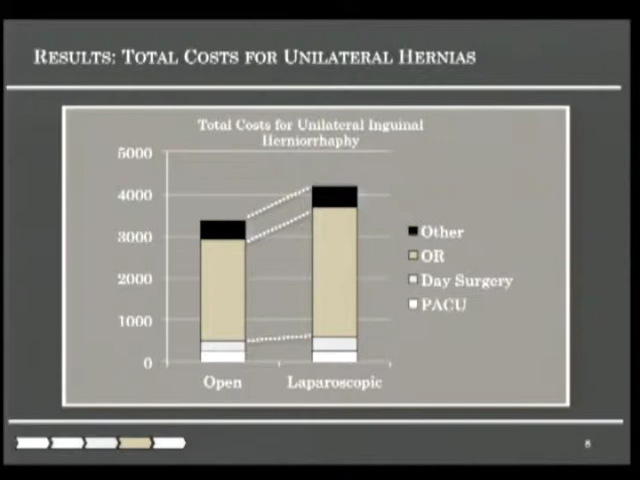 RESULTS: TOTAL COSTS FOR UNILATERAL HERNIAS
Total Costs for Unilateral Inguinal
Herniorrhaphy
5000
4000
3000
2000
1000
0
Other
OR
Day Surgery
PACU
Open
Laparoscopic